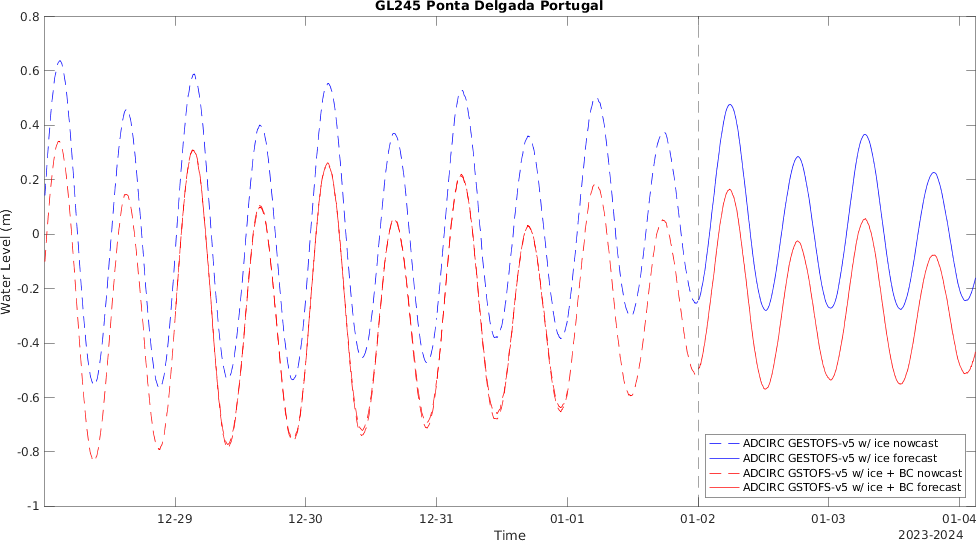 GL245 Ponta Delgada Portugal
0.8
0.6
0.4
0.2
0
-0.2
-0.4
-0.6
-0.8
-1
Water Level (m)
ADCIRC GESTOFS-v5 w/ ice nowcast
ADCIRC GESTOFS-v5 w/ ice forecast
ADCIRC GSTOFS-v5 w/ ice + BC nowcast
ADCIRC GSTOFS-v5 w/ ice + BC forecast
12-29 12-30 12-31 01-01 01-02 01-03 01-04
Time
2023-2024